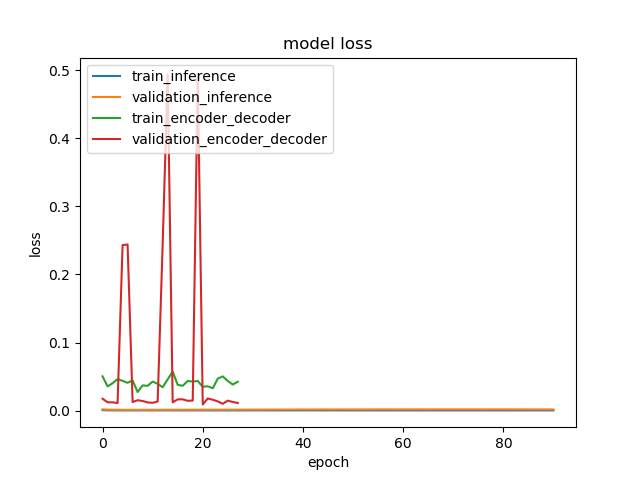 model loss
train_inference
validation_inference
train_encoder_decoder
validation_encoder_decoder
loss
0.5
0.4
0.3
0.2
0.1
0.0
0 20 40 60 80
epoch